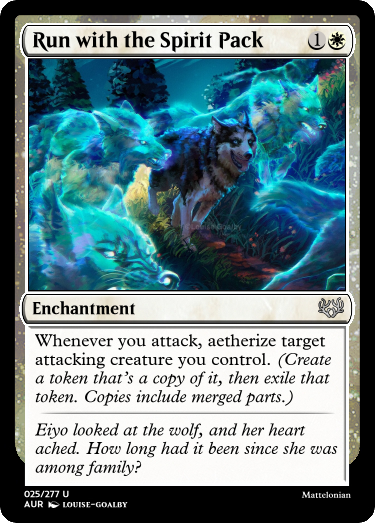 Run with the Spirit Pack 1
©Louise-Goalby
Enchantment
Whenever you attack, aetherize target
attacking creature you control. (Create
a token that's a copy of it, then exile that
token. Copies include merged parts.)
Eiyo looked at the wolf, and her heart
ached. How long had it been since she was
among family?
025/277 U
AUR LOUISE-GOALBY
Mattelonian